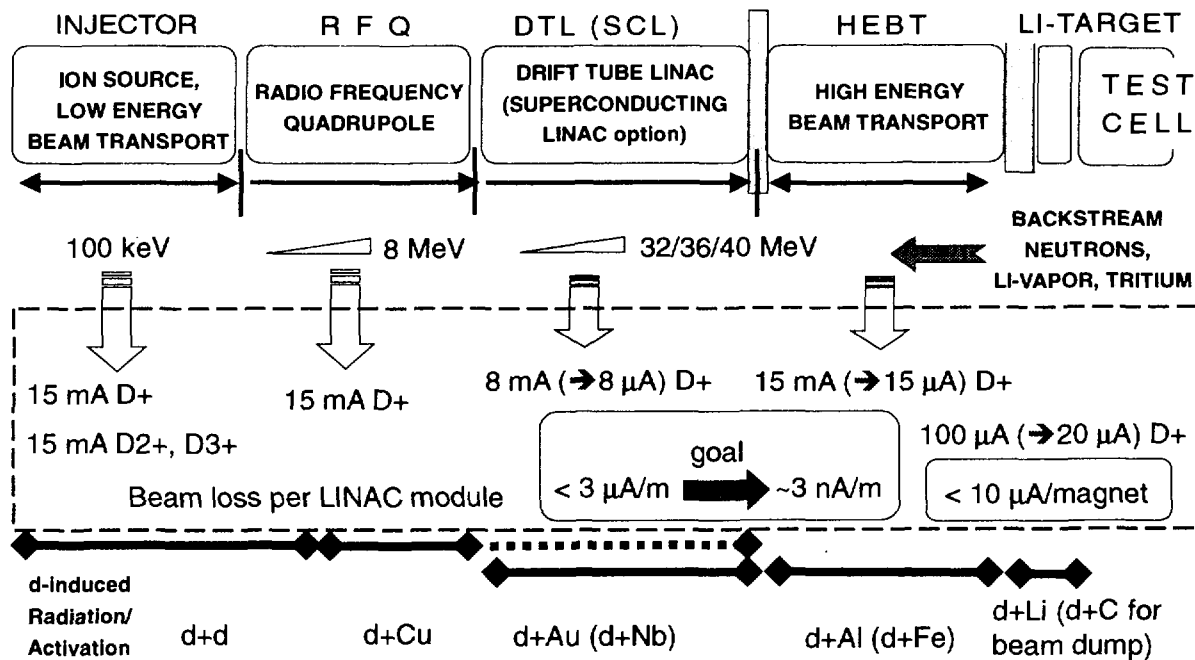 INJECTOR
R F Q
DTL (SCL)
HEBT
LI-TARGET
ION SOURCE,
LOW ENERGY
BEAM TRANSPORT
RADIO FREQUENCY
QUADRUPOLE
DRIFT TUBE LINAC
(SUPERCONDUCTING
LINAC option)
HIGH ENERGY
BEAM TRANSPORT
TEST
CELL
100 keV
8 MeV
32/36/40 MeV
BACKSTREAM
NEUTRONS,
LI-VAPOR, TRITIUM
15 mA D+
15 mA D2+, D3+
15 mA D+
8 mA (➔8 μA) D+
15 mA (➔15 μA) D+
100 μA (➔20 μA) D+
Beam loss per LINAC module
goal
< 3 μA/m
~3 nA/m
< 10 μA/magnet
d-induced
Radiation/
Activation
d+d
d+Cu
d+Au (d+Nb)
d+Al (d+Fe)
d+Li (d+C for
beam dump)